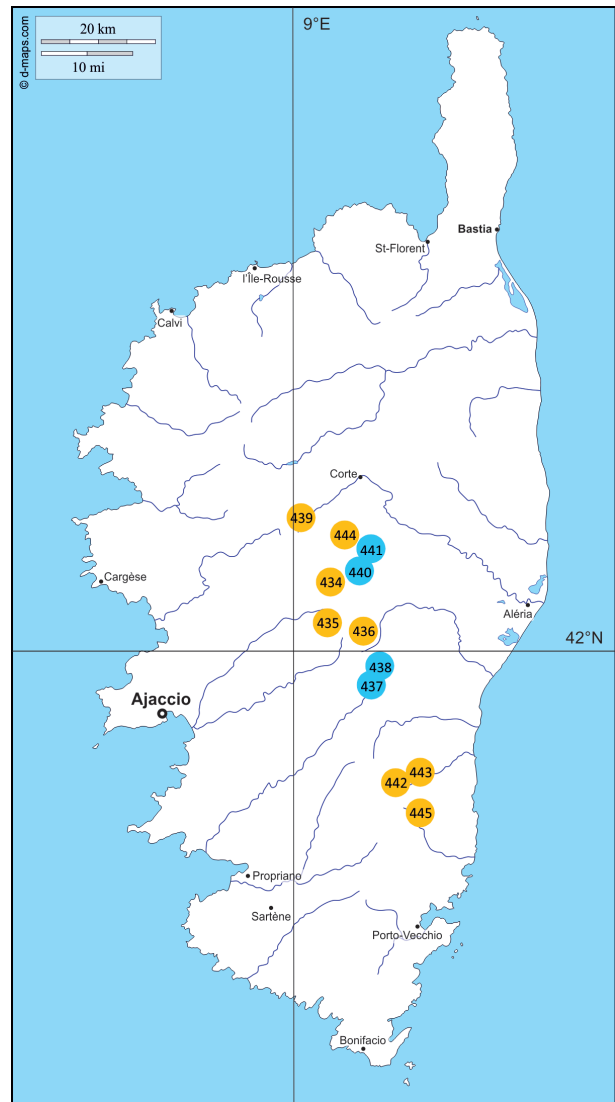 © d-maps.com
20 km
10 mi
9°E
St-Florent
Bastia
l'Île-Rousse
Calvi
Corte
439
444
441
440
434
Cargèse
Aléria
435
436
42°N
438
437
Ajaccio
443
442
445
Propriano
Sartène
Porto-Vecchio
Bonifacio